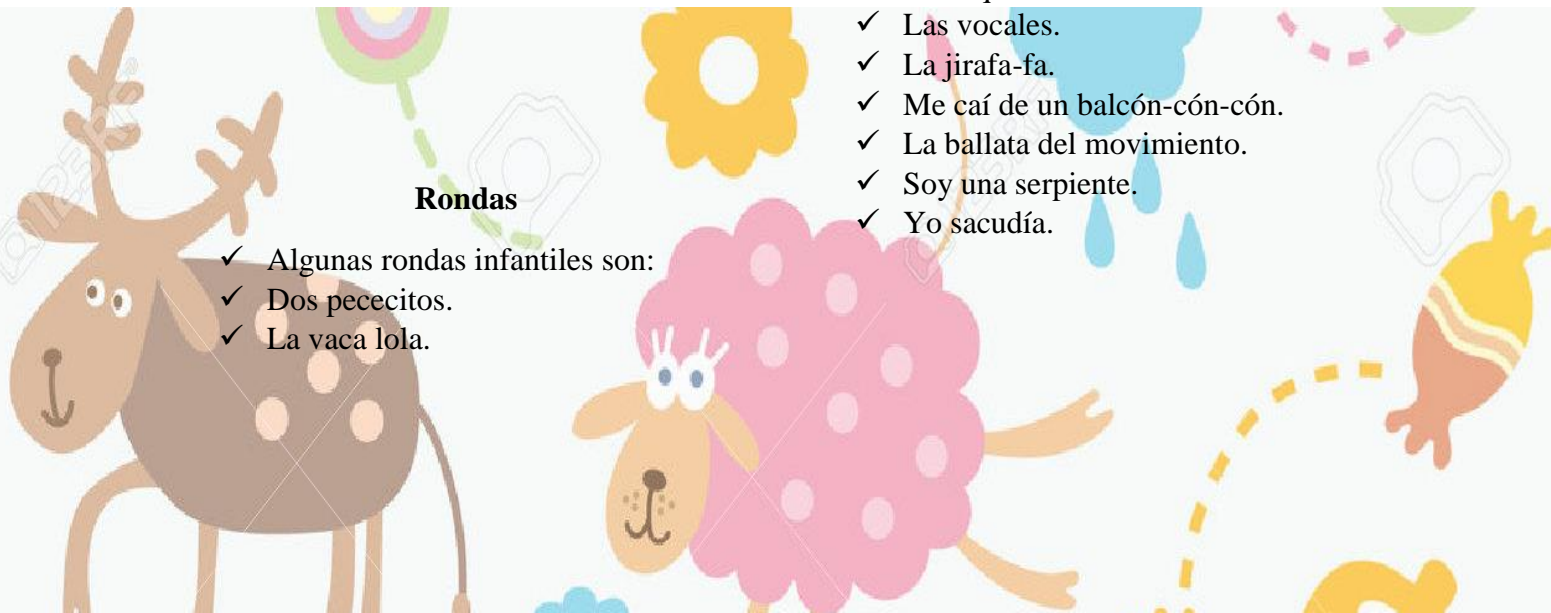 Rondas
✓ Algunas rondas infantiles son:
✓ Dos pececitos.
✓ La vaca lola.
✓ Las vocales.
✓ La jirafa-fa.
✓ Me caí de un balcón-cón-cón.
✓ La ballata del movimiento.
✓ Soy una serpiente.
✓ Yo sacudía.